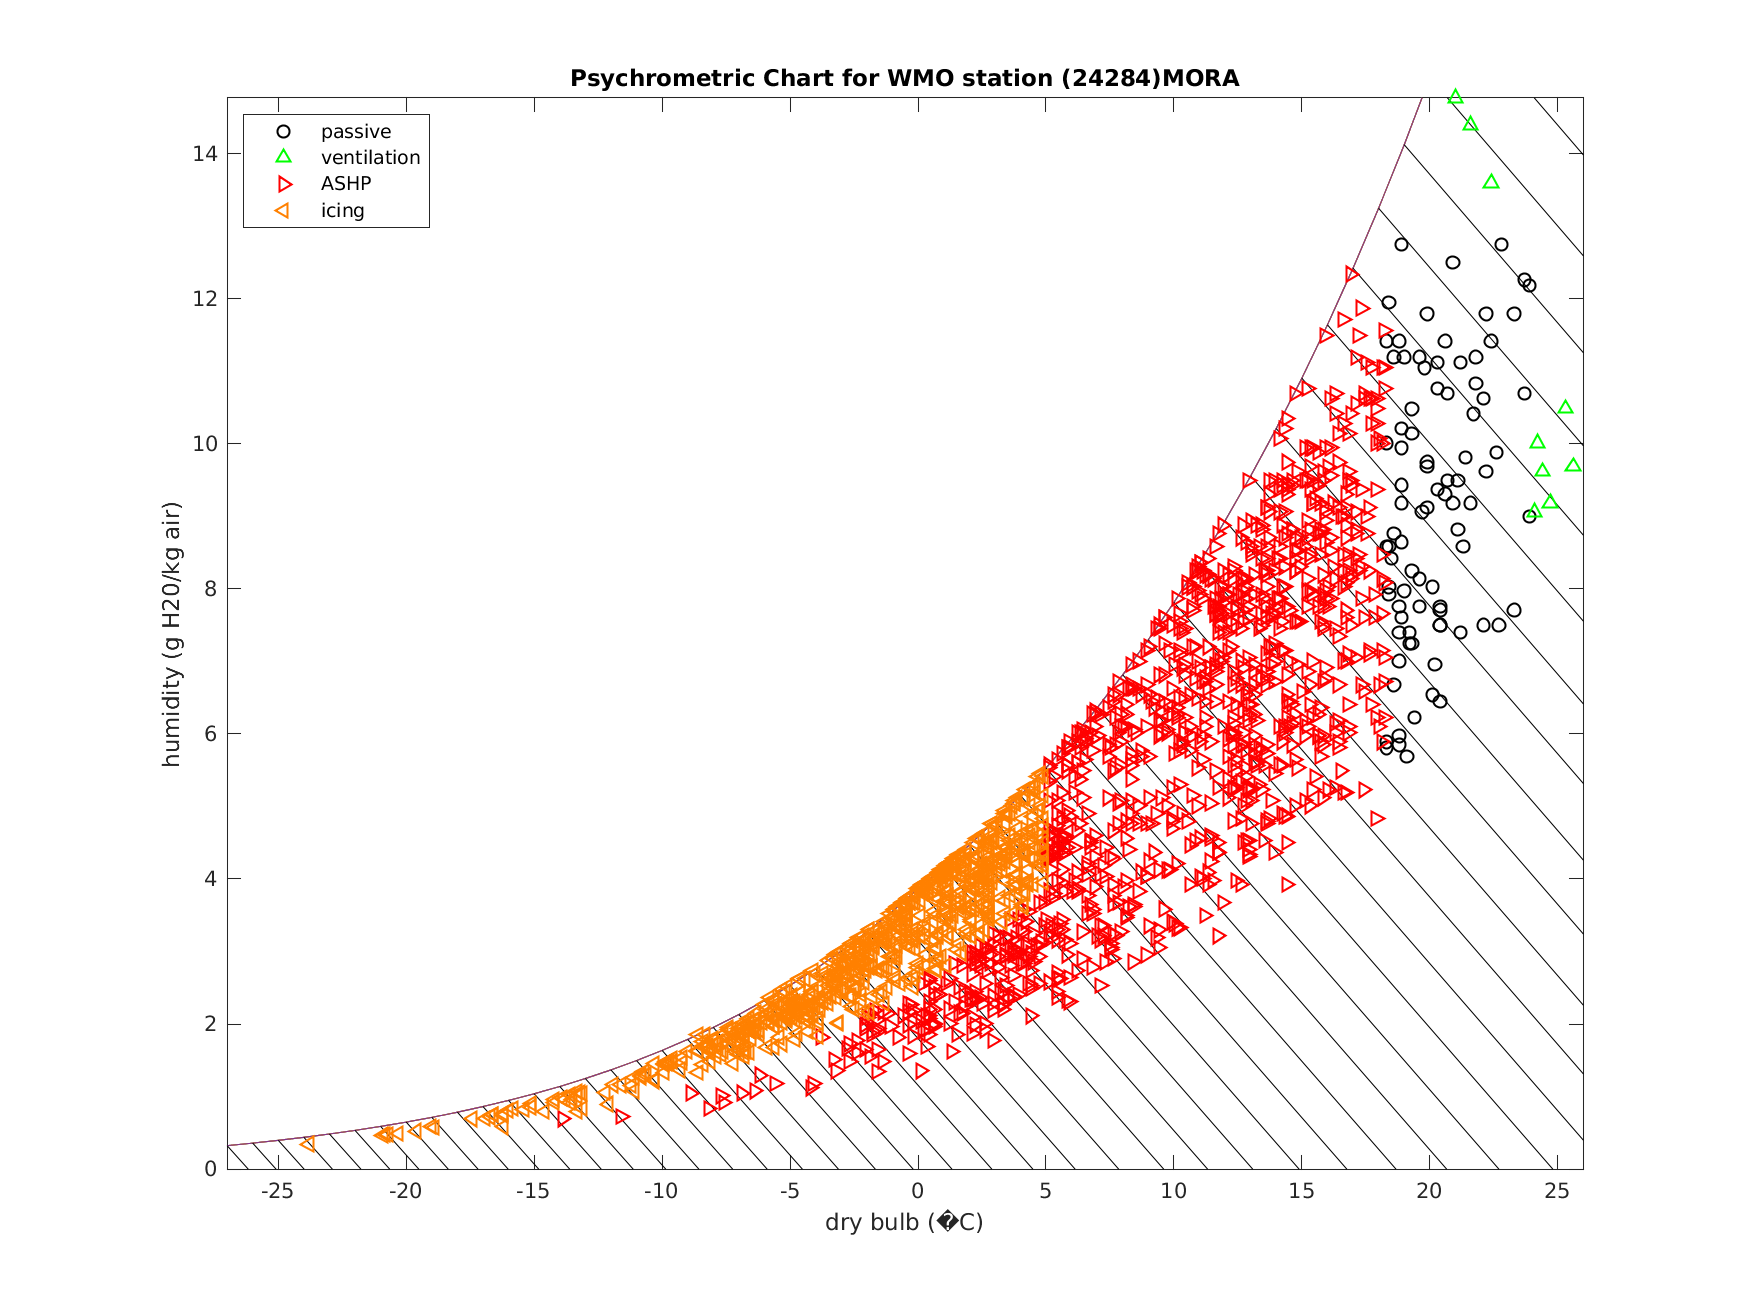 Psychrometric Chart for WMO station (24284)MORA
passive
ventilation
ASHP
icing
14
12
10
8
6
4
2
0
humidity (g H20/kg air)
-25 -20 -15 -10 -5 0 5 10 15 20 25
dry bulb (�C)